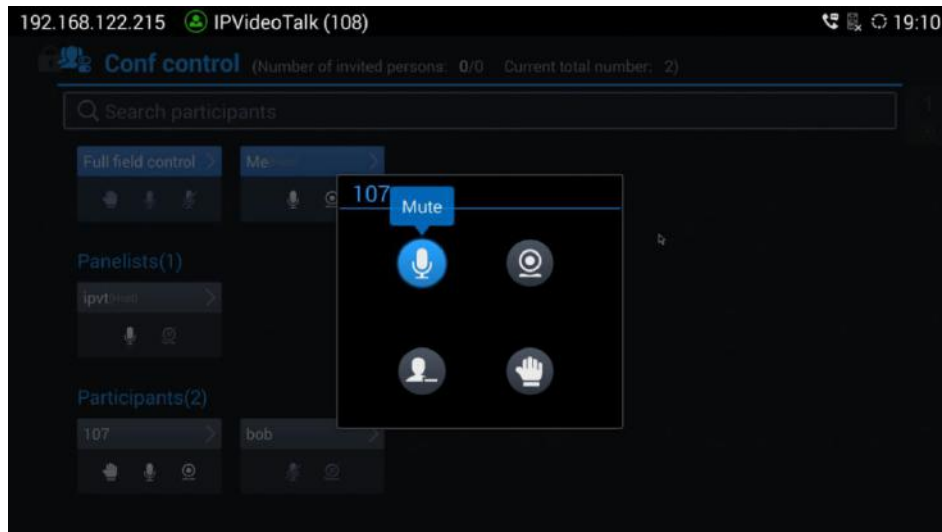 192.168.122.215 IPVideoTalk (108) 19:10
Conf control (Number of invited persons: 0/0 Current total number: 2)
Search participants
Full field control
Me
107
Mute
Panelists(1)
ipvt
Participants(2)
107
bob